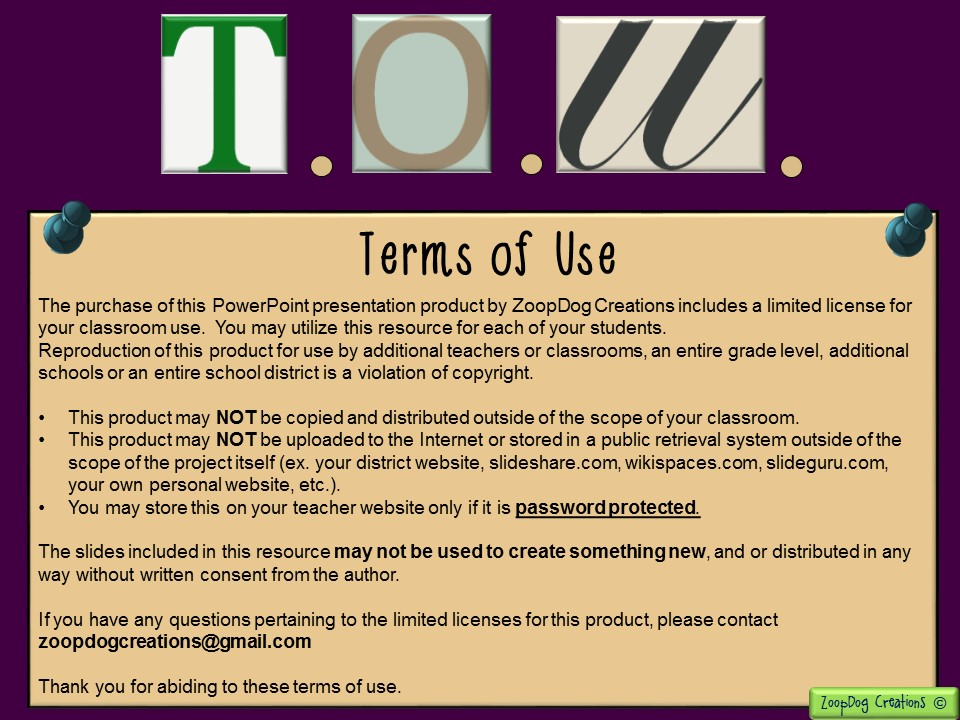 T . O . U .
Terms of Use
The purchase of this PowerPoint presentation product by ZoopDog Creations includes a limited license for
your classroom use.  You may utilize this resource for each of your students.
Reproduction of this product for use by additional teachers or classrooms, an entire grade level, additional
schools or an entire school district is a violation of copyright.
• This product may NOT be copied and distributed outside of the scope of your classroom.
• This product may NOT be uploaded to the Internet or stored in a public retrieval system outside of the
scope of the project itself (ex. your district website, slideshare.com, wikispaces.com, slideguru.com,
your own personal website, etc.).
• You may store this on your teacher website only if it is password protected.
The slides included in this resource may not be used to create something new, and or distributed in any
way without written consent from the author.
If you have any questions pertaining to the limited licenses for this product, please contact
zoopdogcreations@gmail.com
Thank you for abiding to these terms of use.
ZoopDog Creations ©